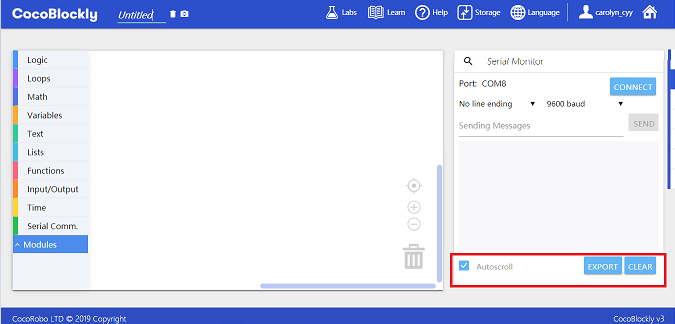 CocoBlockly Untitled Labs Learn Help Storage Language carolyn_cyy
Logic
Loops
Math
Variables
Text
Lists
Functions
Input/Output
Time
Serial Comm.
Modules
Serial Monitor
Port: COM8 CONNECT
No line ending 9600 baud
Sending Messages SEND
Autoscroll EXPORT CLEAR
CocoRobo LTD © 2019 Copyright CocoBlockly v3